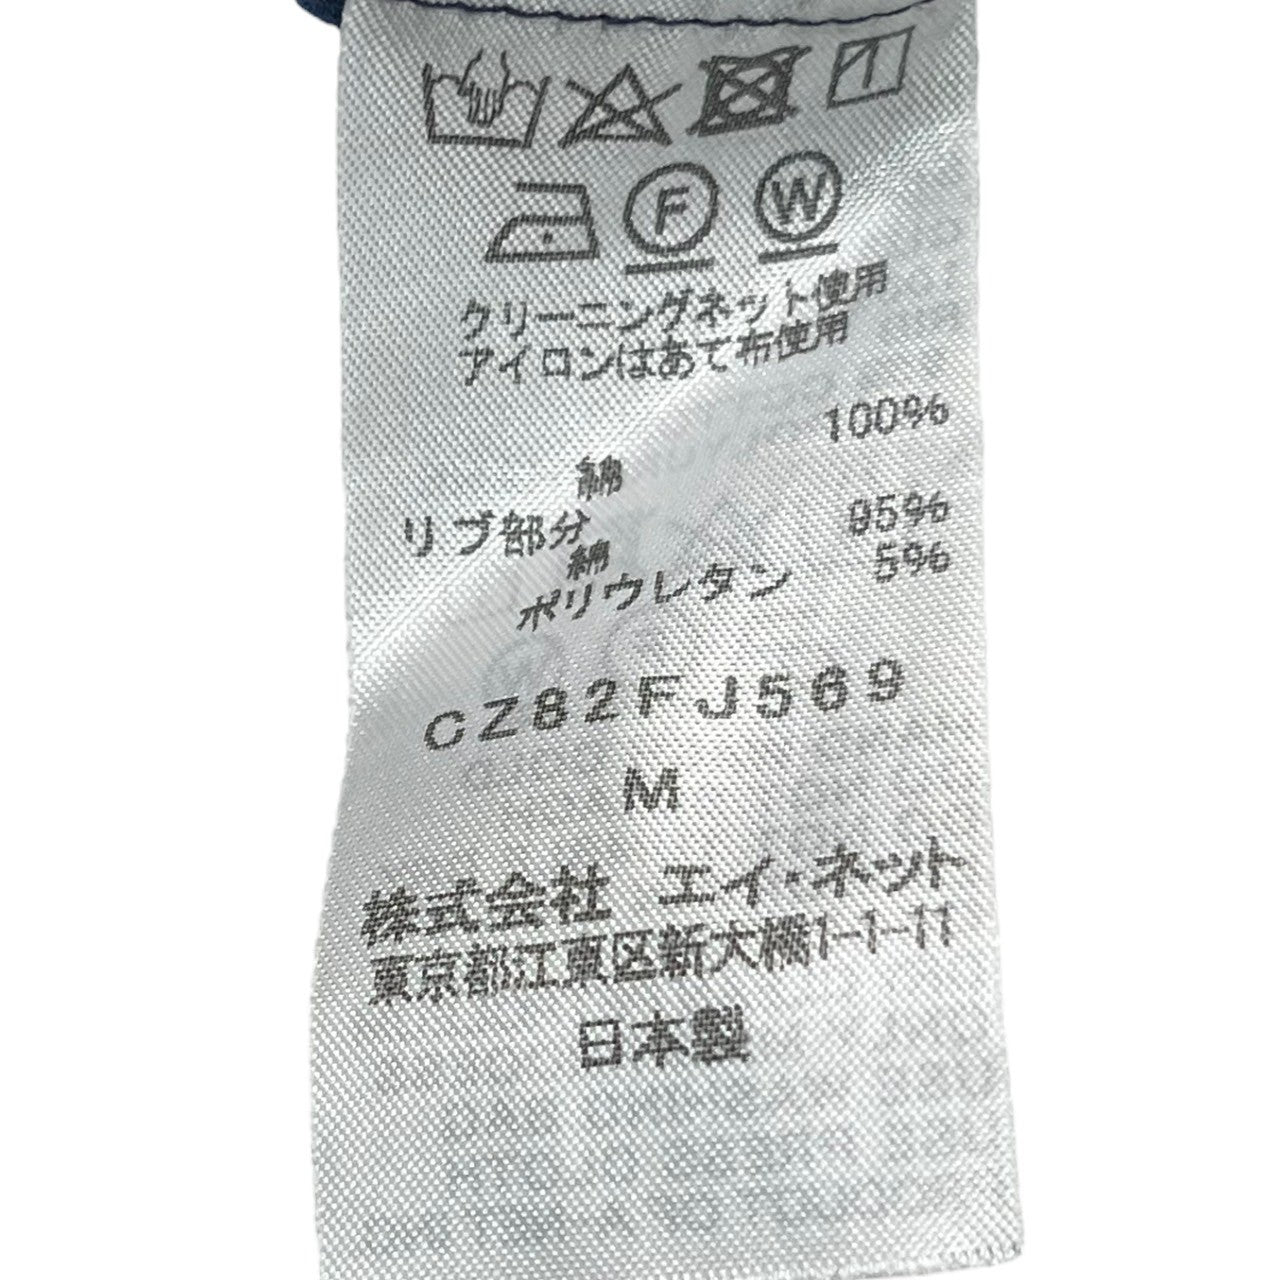 F W
クリーニングネット使用
アイロンはあて布使用
綿 100%
リブ部分
綿 95%
ポリウレタン 5%
CZ82FJ569
M
株式会社 エイ・ネット
東京都江東区新大橋1-1-11
日本製